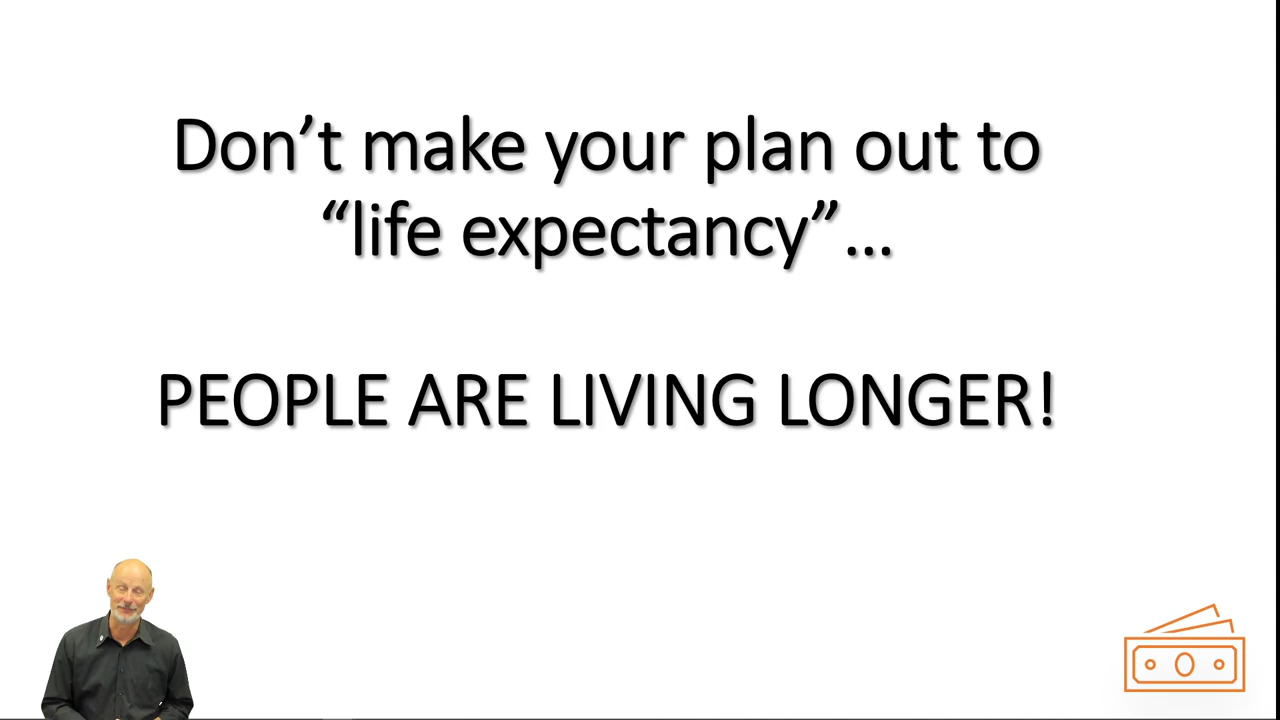 Don’t make your plan out to
“life expectancy”…
PEOPLE ARE LIVING LONGER!